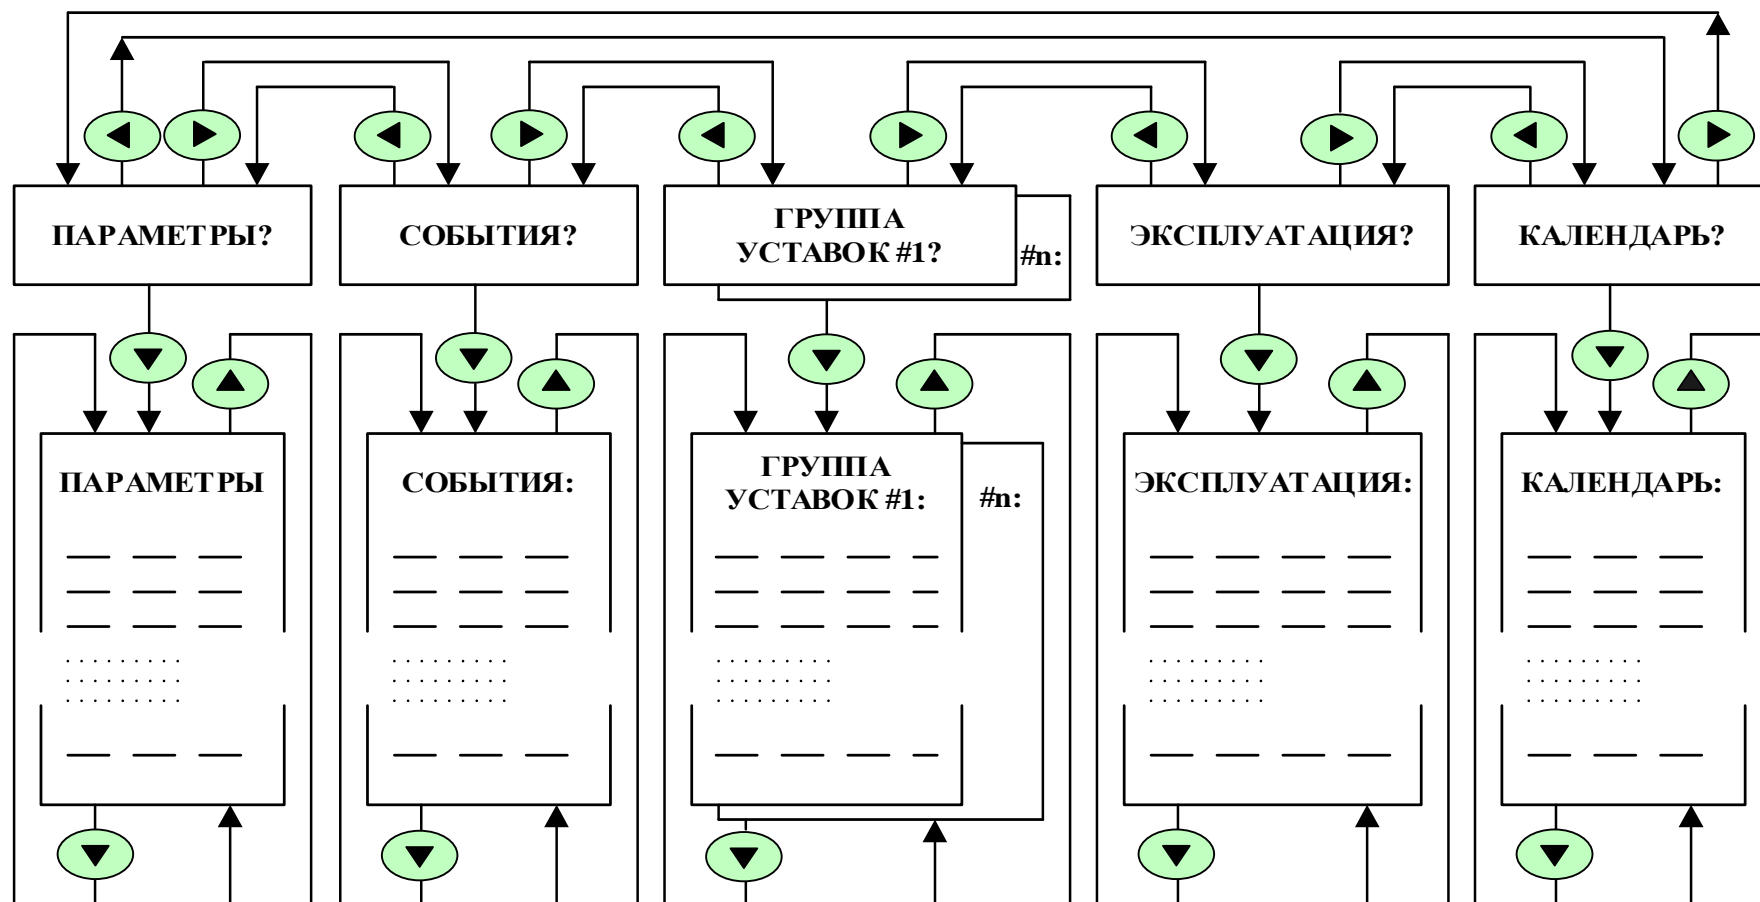 ПАРАМЕТРЫ?
СОБЫТИЯ?
ГРУППА
УСТАВОК #1?
#n:
ЭКСПЛУАТАЦИЯ?
КАЛЕНДАРЬ?
ПАРАМЕТРЫ
СОБЫТИЯ:
ГРУППА
УСТАВОК #1:
#n:
ЭКСПЛУАТАЦИЯ:
КАЛЕНДАРЬ: